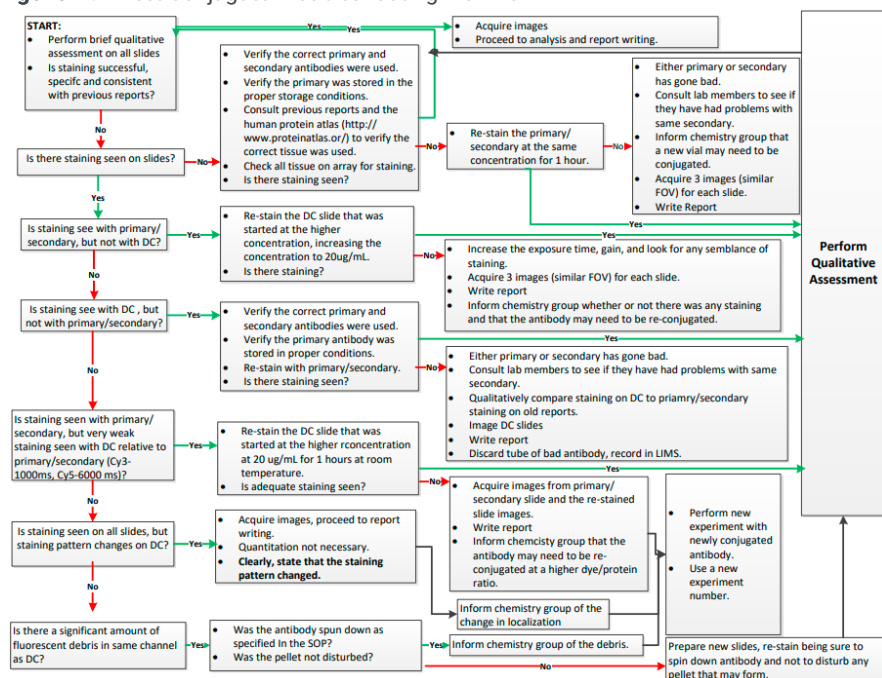 START:
• Perform brief qualitative
assessment on all slides
• Is staining successful,
specifc and consistent
with previous reports?
Yes
Yes
• Acquire images
• Proceed to analysis and report writing.
No
• Verify the correct primary and
secondary antibodies were used.
• Verify the primary was stored in the
proper storage conditions.
• Consult previous reports and the
human protein atlas (http://
www.proteinatlas.or/) to verify the
correct tissue was used.
• Check all tissue on array for staining.
• Is there staining seen?
Is there staining seen on slides?
No
No
• Re-stain the primary/
secondary at the same
concentration for 1 hour.
No
• Either primary or secondary
has gone bad.
• Consult lab members to see if
they have had problems with
same secondary.
• Inform chemistry group that
a new vial may need to be
conjugated.
• Acquire 3 images (similar
FOV) for each slide.
• Write Report
Yes
Yes
Perform
Qualitative
Assessment
Is staining see with primary/
secondary, but not with DC?
Yes
• Re-stain the DC slide that was
started at the higher
concentration, increasing the
concentration to 20ug/mL.
• Is there staining?
Yes
No
• Increase the exposure time, gain, and look for any semblance of
staining.
• Acquire 3 images (similar FOV) for each slide.
• Write report
• Inform chemistry group whether or not there was any staining
and that the antibody may need to be re-conjugated.
No
Is staining see with DC , but
not with primary/secondary?
Yes
• Verify the correct primary and
secondary antibodies were used.
• Verify the primary antibody was
stored in proper conditions.
• Re-stain with primary/secondary.
• Is there staining seen?
Yes
No
• Either primary or secondary has gone bad.
• Consult lab members to see if they have had problems with same
secondary.
• Qualitatively compare staining on DC to priamry/secondary
staining on old reports.
• Image DC slides
• Write report
• Discard tube of bad antibody, record in LIMS.
No
Is staining seen with primary/
secondary, but very weak
staining seen with DC relative to
primary/secondary (Cy3-
1000ms, Cy5-6000 ms)?
Yes
• Re-stain the DC slide that was
started at the higher rconcentration
at 20 ug/mL for 1 hours at room
temperature.
• Is adequate staining seen?
Yes
No
• Acquire images from primary/
secondary slide and the re-stained
slide images.
• Write report
• Inform chemcisty group that the
antibody may need to be re-
conjugated at a higher dye/protein
ratio.
• Perform new
experiment with
newly conjugated
antibody.
• Use a new
experiment
number.
No
Is staining seen on all slides, but
staining pattern changes on DC?
Yes
• Acquire images, proceed to report
writing.
• Quantitation not necessary.
• Clearly, state that the staining
pattern changed.
Inform chemistry group of the
change in localization
No
Is there a significant amount of
fluorescent debris in same channel
as DC?
Yes
• Was the antibody spun down as
specified In the SOP?
• Was the pellet not disturbed?
Yes
Inform chemistry group of the debris.
No
Prepare new slides, re-stain being sure to
spin down antibody and not to disturb any
pellet that may form.